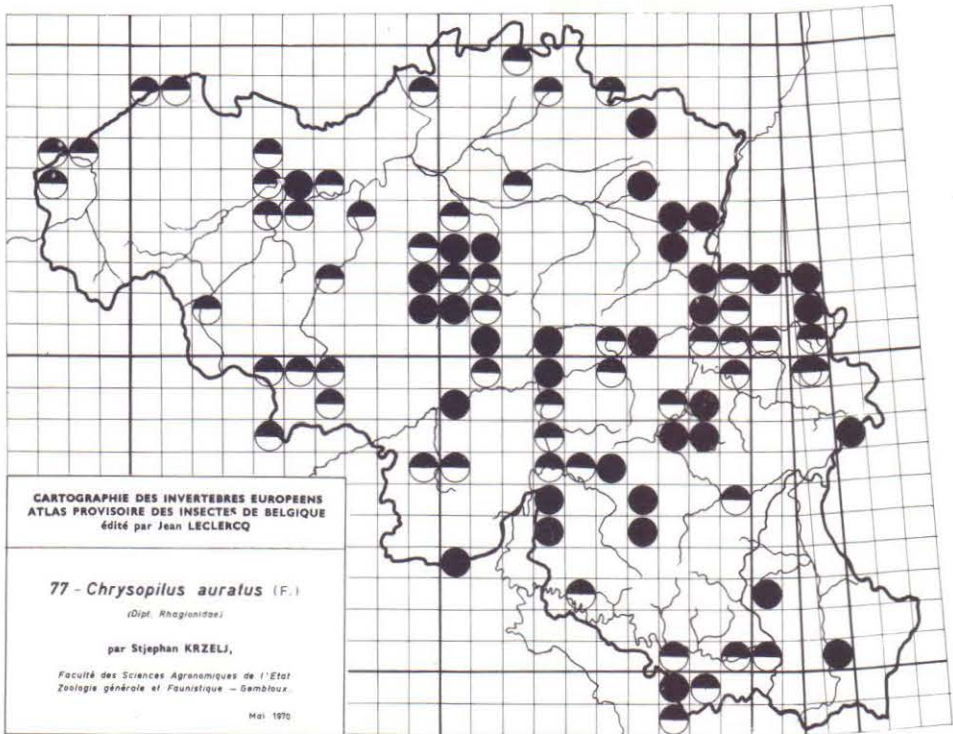 CARTOGRAPHIE DES INVERTEBRES EUROPEENS
ATLAS PROVISOIRE DES INSECTES DE BELGIQUE
édité par Jean LECLERCQ
77 - Chrysopilus auratus (F.)
(Dipt. Rhagionidae)
par Stjephan KRZELJ,
Faculté des Sciences Agronomiques de l'Etat
Zoologie générale et Faunistique - Gembloux.
Mai 1970